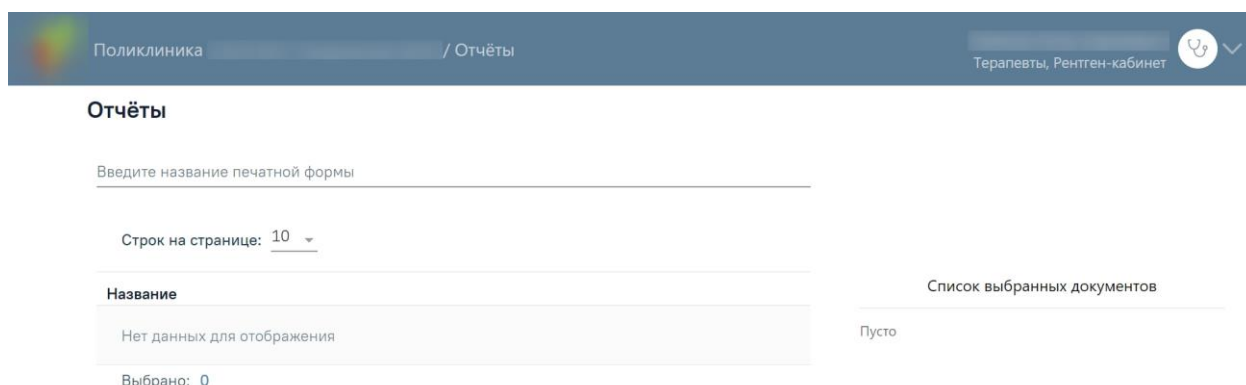 Поликлиника / Отчёты
Терапевты, Рентген-кабинет
Отчёты
Введите название печатной формы
Строк на странице: 10
Название
Нет данных для отображения
Выбрано: 0
Список выбранных документов
Пусто